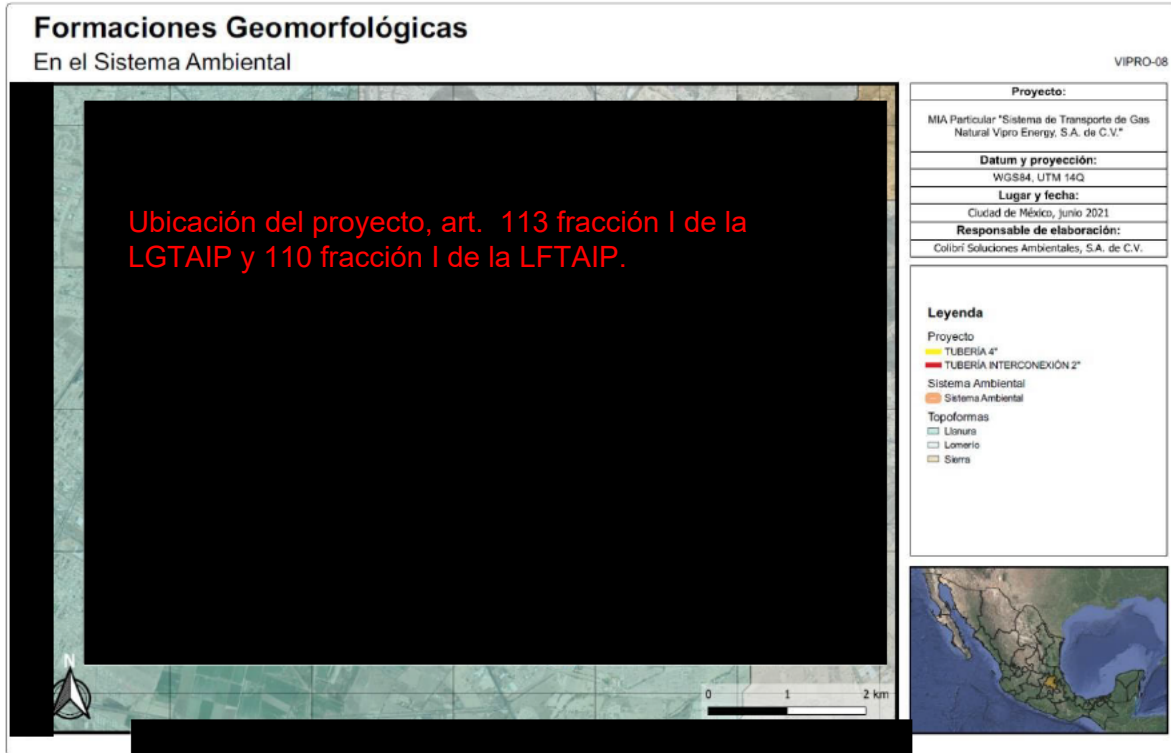 Formaciones Geomorfológicas
En el Sistema Ambiental
VIPRO-08
Ubicación del proyecto, art. 113 fracción I de la
LGTAIP y 110 fracción I de la LFTAIP.
N
0 1 2 km
Proyecto:
MIA Particular "Sistema de Transporte de Gas
Natural Vipro Energy, S.A. de C.V."
Datum y proyección:
WGS84, UTM 14Q
Lugar y fecha:
Ciudad de México, junio 2021
Responsable de elaboración:
Colibrí Soluciones Ambientales, S.A. de C.V.
Leyenda
Proyecto
TUBERÍA 4"
TUBERÍA INTERCONEXIÓN 2"
Sistema Ambiental
Sistema Ambiental
Topoformas
Llanura
Lomerio
Sierra